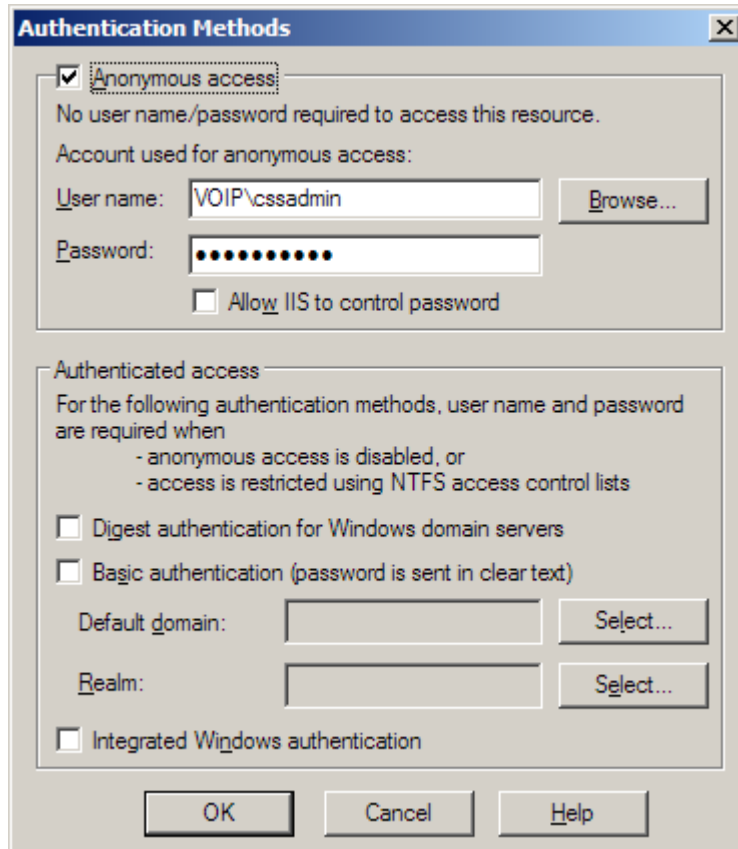 Authentication Methods
Anonymous access
No user name/password required to access this resource.
Account used for anonymous access:
User name: VOIP\cssadmin Browse...
Password: ●●●●●●●●●●
Allow IIS to control password
Authenticated access
For the following authentication methods, user name and password
are required when
- anonymous access is disabled, or
- access is restricted using NTFS access control lists
Digest authentication for Windows domain servers
Basic authentication (password is sent in clear text)
Default domain: Select...
Realm: Select...
Integrated Windows authentication
OK Cancel Help